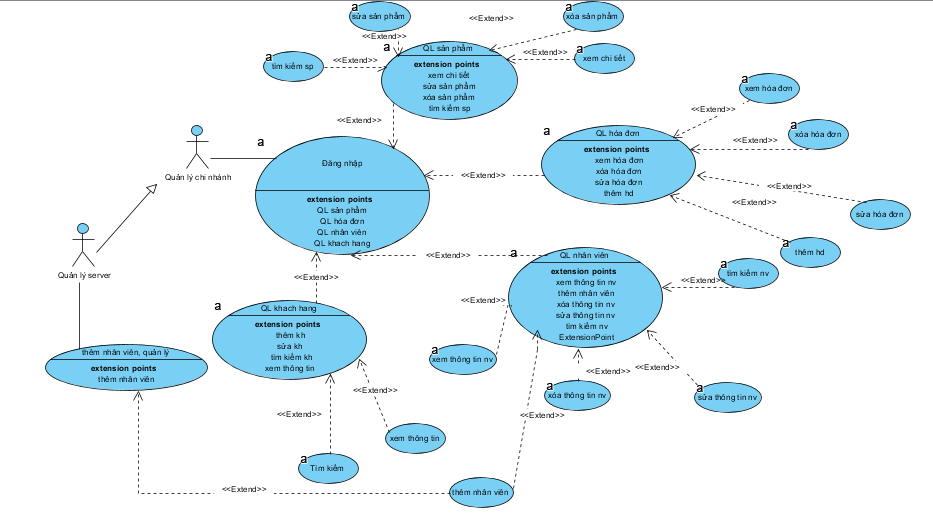 a
sửa sản phẩm
<<Extend>>
<<Extend>>
a
xóa sản phẩm
a
tìm kiếm sp
<<Extend>>
a
QL sản phẩm
extension points
xem chi tiết
sửa sản phẩm
xóa sản phẩm
tìm kiếm sp
<<Extend>>
a
xem chi tiết
a
xem hóa đơn
<<Extend>>
<<Extend>>
a
Đăng nhập
extension points
QL sản phẩm
QL hóa đơn
QL nhân viên
QL khach hang
Quản lý chi nhánh
<<Extend>>
a
QL hóa đơn
extension points
xem hóa đơn
xóa hóa đơn
sửa hóa đơn
thêm hd
<<Extend>>
a
xóa hóa đơn
<<Extend>>
sửa hóa đơn
<<Extend>>
a
thêm hd
Quản lý server
<<Extend>>
a
QL nhân viên
extension points
xem thông tin nv
thêm nhân viên
xóa thông tin nv
sửa thông tin nv
tìm kiếm nv
ExtensionPoint
<<Extend>>
a
tìm kiếm nv
<<Extend>>
a
QL khach hang
extension points
thêm kh
sửa kh
tìm kiếm kh
xem thông tin
<<Extend>>
a
xem thông tin nv
thêm nhân viên, quản lý
extension points
thêm nhân viên
<<Extend>>
a
xóa thông tin nv
<<Extend>>
a
sửa thông tin nv
<<Extend>>
<<Extend>>
<<Extend>>
xem thông tin
a
Tìm kiếm
<<Extend>>
thêm nhân viên